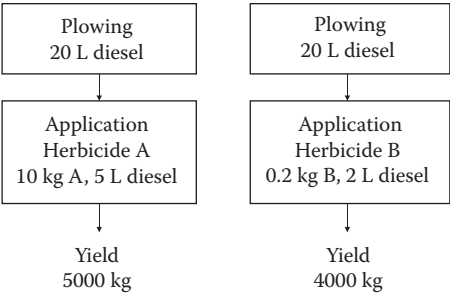 Plowing
20 L diesel
Application
Herbicide A
10 kg A, 5 L diesel
Yield
5000 kg
Plowing
20 L diesel
Application
Herbicide B
0.2 kg B, 2 L diesel
Yield
4000 kg